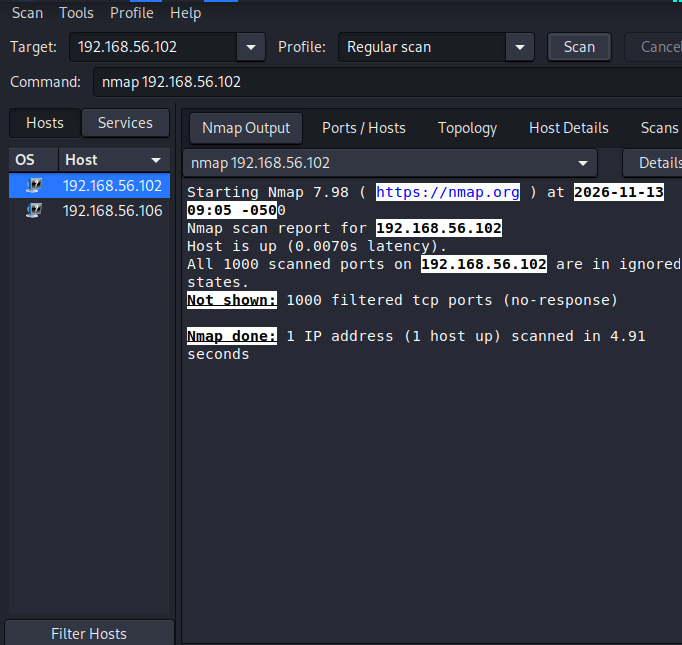 Scan Tools Profile Help
Target: 192.168.56.102 Profile: Regular scan Scan Cancel
Command: nmap 192.168.56.102
Hosts Services Nmap Output Ports / Hosts Topology Host Details Scans
OS Host nmap 192.168.56.102 Details
192.168.56.102
192.168.56.106
Starting Nmap 7.98 ( https://nmap.org ) at 2026-11-13
09:05 -0500
Nmap scan report for 192.168.56.102
Host is up (0.0070s latency).
All 1000 scanned ports on 192.168.56.102 are in ignored
states.
Not shown: 1000 filtered tcp ports (no-response)
Nmap done: 1 IP address (1 host up) scanned in 4.91
seconds
Filter Hosts